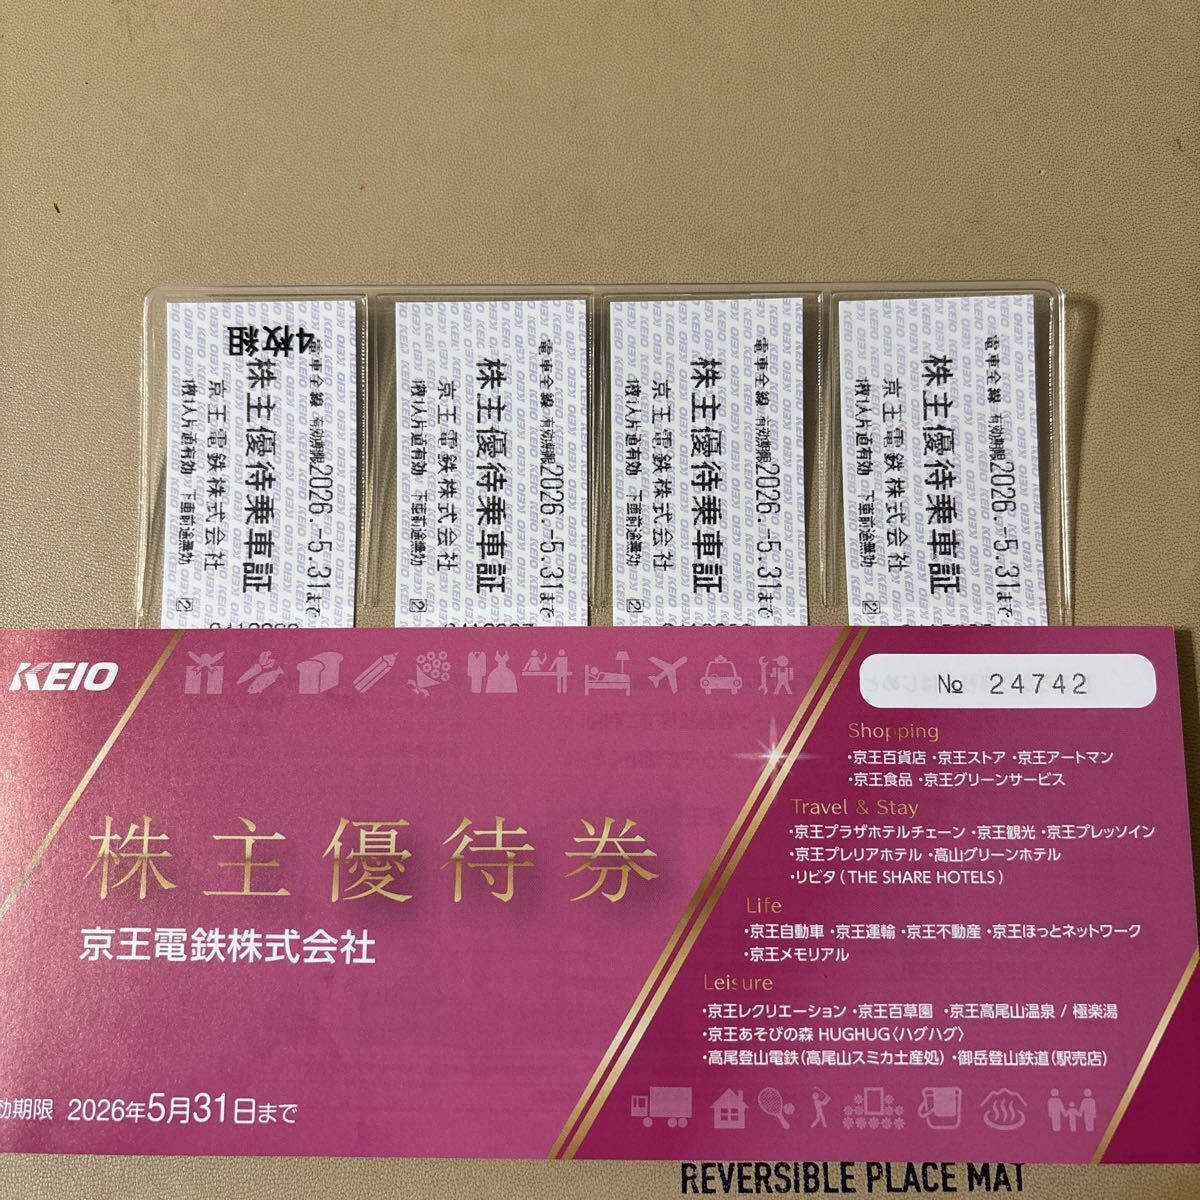 4枚組
電車全線 有効期限2026.-5.31まで
株主優待乗車証
京王電鉄株式会社
1枚1人片道有効 下車前途無効 2
電車全線 有効期限2026.-5.31まで
株主優待乗車証
京王電鉄株式会社
1枚1人片道有効 下車前途無効 2
電車全線 有効期限2026.-5.31まで
株主優待乗車証
京王電鉄株式会社
1枚1人片道有効 下車前途無効 2
電車全線 有効期限2026.-5.31まで
株主優待乗車証
京王電鉄株式会社
1枚1人片道有効 下車前途無効 2
KEIO
№ 24742
株主優待券
京王電鉄株式会社
効期限 2026年5月31日まで
Shopping
・京王百貨店 ・京王ストア ・京王アートマン
・京王食品 ・京王グリーンサービス
Travel & Stay
・京王プラザホテルチェーン ・京王観光 ・京王プレッソイン
・京王プレリアホテル ・高山グリーンホテル
・リビタ(THE SHARE HOTELS)
Life
・京王自動車 ・京王運輸 ・京王不動産 ・京王ほっとネットワーク
・京王メモリアル
Leisure
・京王レクリエーション ・京王百草園 ・京王高尾山温泉 / 極楽湯
・京王あそびの森 HUGHUG〈ハグハグ〉
・高尾登山電鉄(高尾山スミカ土産処) ・御岳登山鉄道(駅売店)
REVERSIBLE PLACE MAT